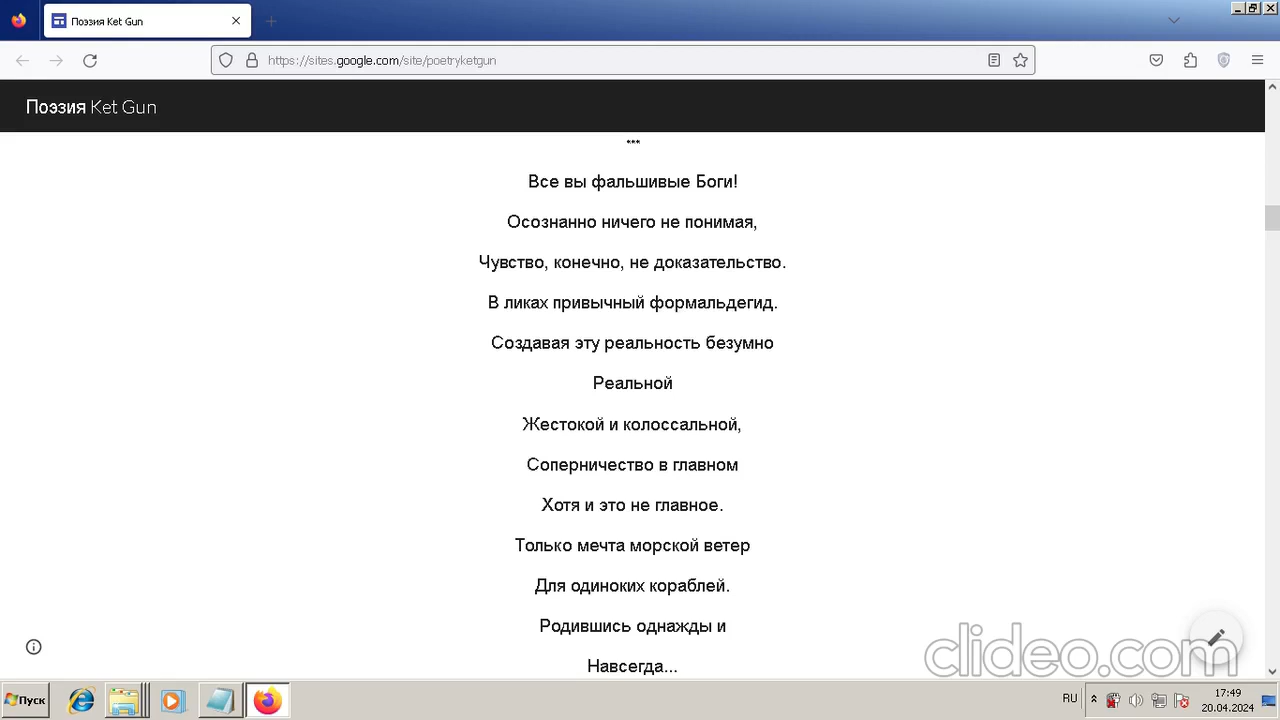 Поэзия Ket Gun
https://sites.google.com/site/poetryketgun
Поэзия Ket Gun
***
Все вы фальшивые Боги!
Осознанно ничего не понимая,
Чувство, конечно, не доказательство.
В ликах привычный формальдегид.
Создавая эту реальность безумно
Реальной
Жестокой и колоссальной,
Соперничество в главном
Хотя и это не главное.
Только мечта морской ветер
Для одиноких кораблей.
Родившись однажды и
Навсегда...
clideo.com
Пуск
RU
17:49
20.04.2024